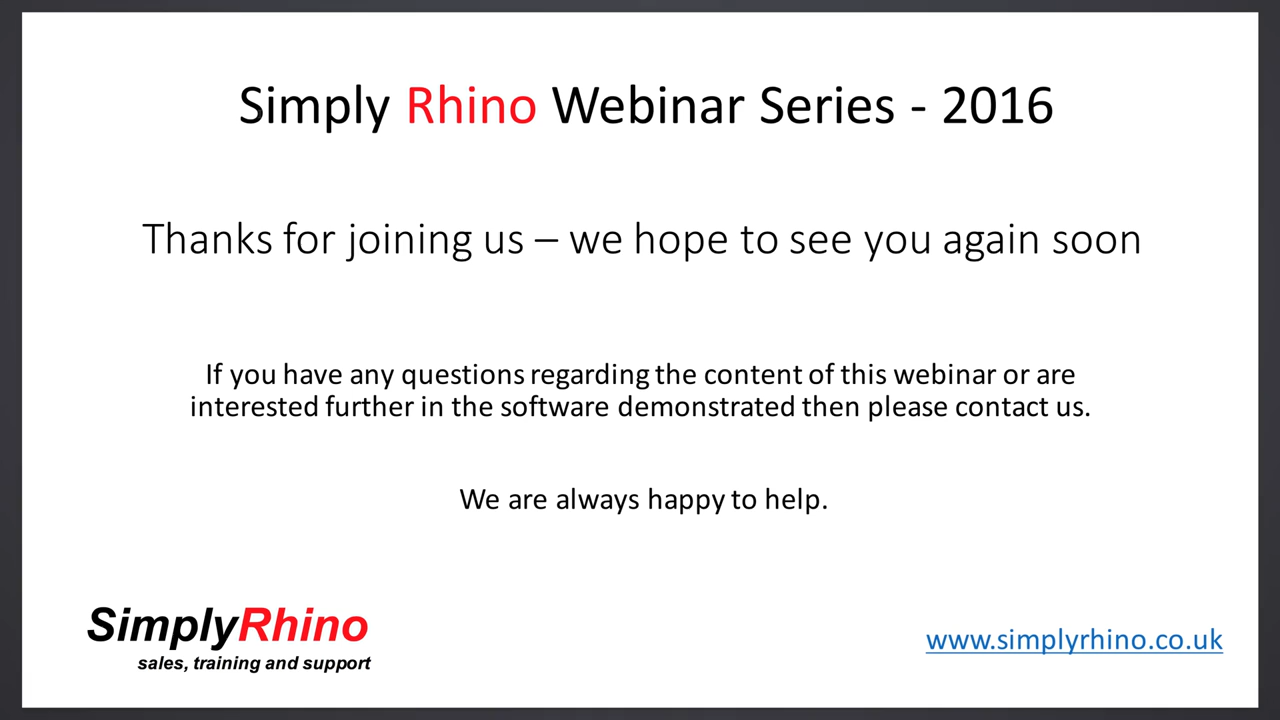 Simply Rhino Webinar Series - 2016
Thanks for joining us – we hope to see you again soon
If you have any questions regarding the content of this webinar or are
interested further in the software demonstrated then please contact us.
We are always happy to help.
SimplyRhino
sales, training and support
www.simplyrhino.co.uk